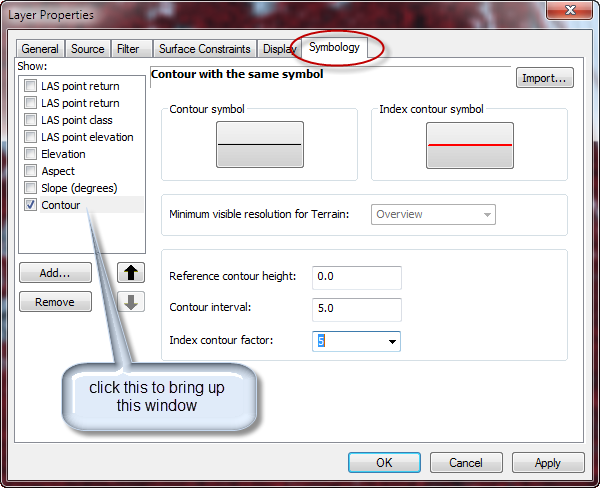 Layer Properties
General Source Filter Surface Constraints Display Symbology
Show:
LAS point return
LAS point return
LAS point class
LAS point elevation
Elevation
Aspect
Slope (degrees)
Contour
Add...
Remove
Contour with the same symbol
Import...
Contour symbol
Index contour symbol
Minimum visible resolution for Terrain: Overview
Reference contour height: 0.0
Contour interval: 5.0
Index contour factor: 5
click this to bring up
this window
OK Cancel Apply